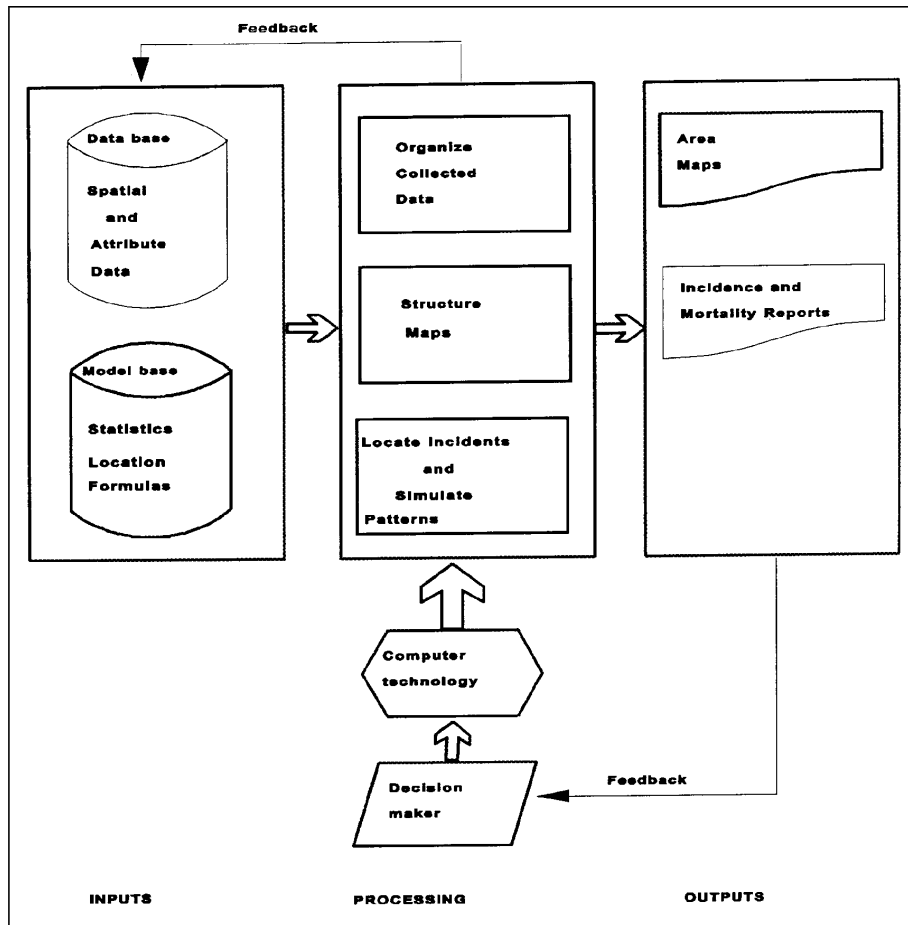 Feedback
Data base
Spatial
and
Attribute
Data
Model base
Statistics
Location
Formulas
Organize
Collected
Data
Structure
Maps
Locate Incidents
and
Simulate
Patterns
Area
Maps
Incidence and
Mortality Reports
Computer
technology
Decision
maker
Feedback
INPUTS
PROCESSING
OUTPUTS